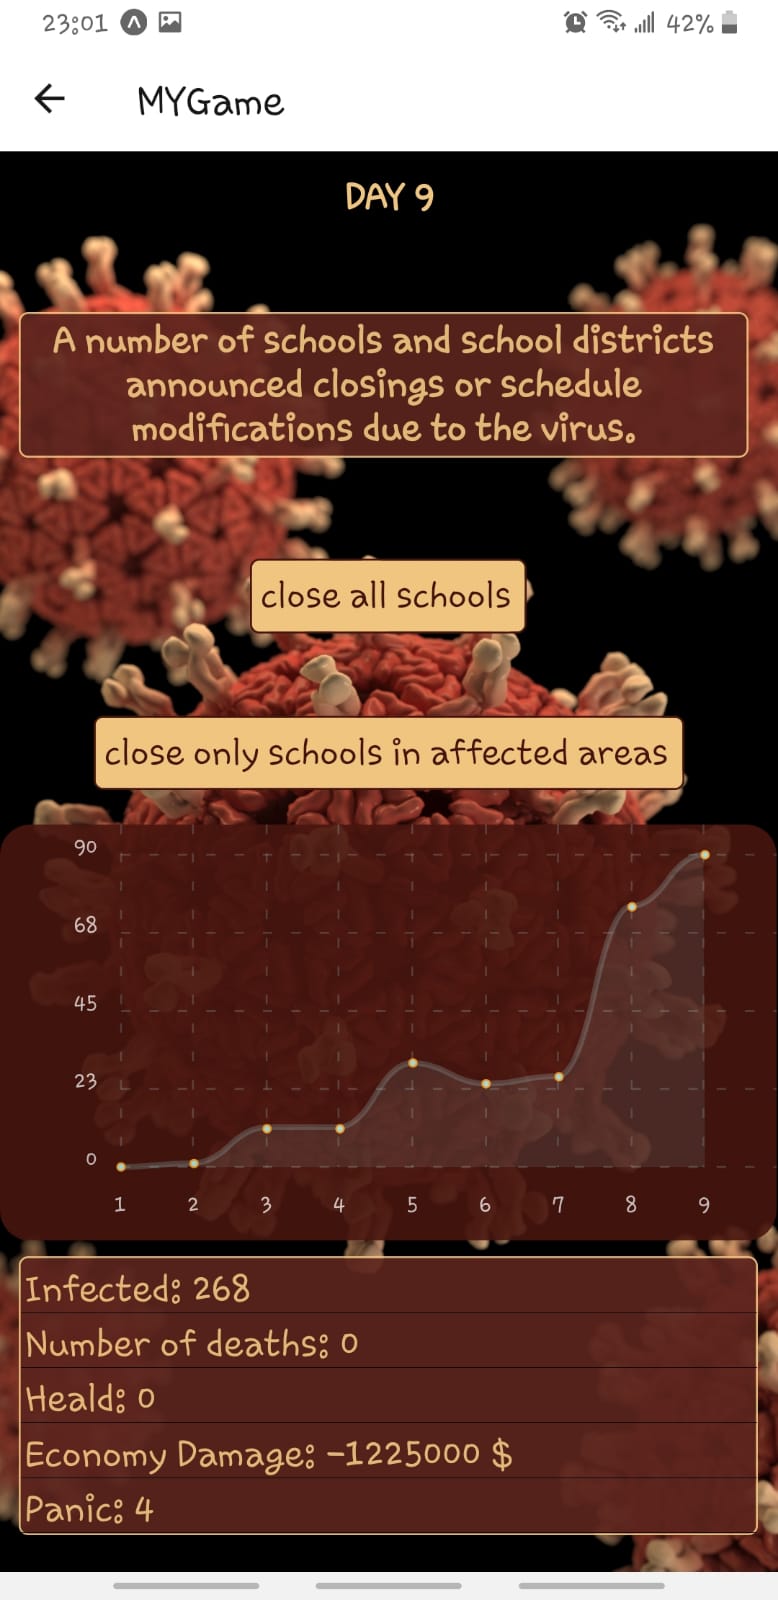 23:01
42%
MYGame
DAY 9
A number of schools and school districts
announced closings or schedule
modifications due to the virus.
close all schools
close only schools in affected areas
90
68
45
23
0
1 2 3 4 5 6 7 8 9
Infected: 268
Number of deaths: 0
Heald: 0
Economy Damage: -1225000 $
Panic: 4